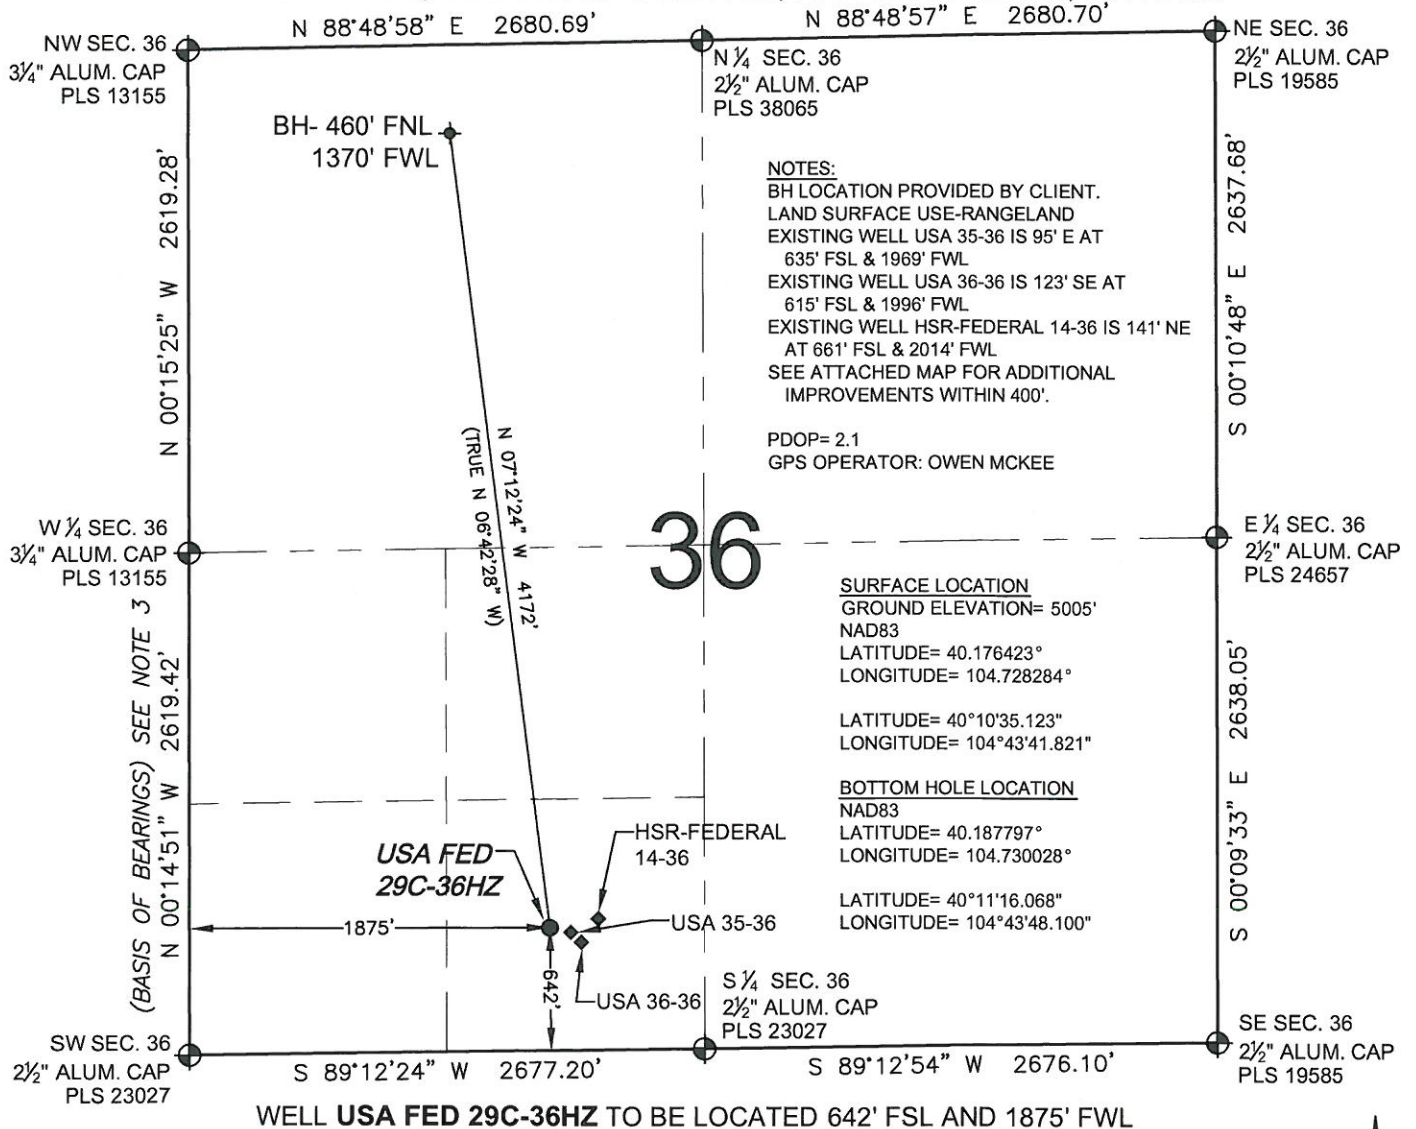 N 88°48'58" E 2680.69'
N 88°48'57" E 2680.70'
NW SEC. 36
3¼" ALUM. CAP
PLS 13155
N ¼ SEC. 36
2½" ALUM. CAP
PLS 38065
NE SEC. 36
2½" ALUM. CAP
PLS 19585
BH- 460' FNL
1370' FWL
N 00°15'25" W 2619.28'
S 00°10'48" E 2637.68'
NOTES:
BH LOCATION PROVIDED BY CLIENT.
LAND SURFACE USE-RANGELAND
EXISTING WELL USA 35-36 IS 95' E AT
635' FSL & 1969' FWL
EXISTING WELL USA 36-36 IS 123' SE AT
615' FSL & 1996' FWL
EXISTING WELL HSR-FEDERAL 14-36 IS 141' NE
AT 661' FSL & 2014' FWL
SEE ATTACHED MAP FOR ADDITIONAL
IMPROVEMENTS WITHIN 400'.
PDOP= 2.1
GPS OPERATOR: OWEN MCKEE
N 07°12'24" W 4172'
(TRUE N 06°42'28" W)
36
W ¼ SEC. 36
3¼" ALUM. CAP
PLS 13155
E ¼ SEC. 36
2½" ALUM. CAP
PLS 24657
SURFACE LOCATION
GROUND ELEVATION= 5005'
NAD83
LATITUDE= 40.176423°
LONGITUDE= 104.728284°
LATITUDE= 40°10'35.123"
LONGITUDE= 104°43'41.821"
BOTTOM HOLE LOCATION
NAD83
LATITUDE= 40.187797°
LONGITUDE= 104.730028°
LATITUDE= 40°11'16.068"
LONGITUDE= 104°43'48.100"
(BASIS OF BEARINGS) SEE NOTE 3
N 00°14'51" W 2619.42'
S 00°09'33" E 2638.05'
USA FED
29C-36HZ
HSR-FEDERAL
14-36
1875'
USA 35-36
642'
USA 36-36
S ¼ SEC. 36
2½" ALUM. CAP
PLS 23027
SW SEC. 36
2½" ALUM. CAP
PLS 23027
SE SEC. 36
2½" ALUM. CAP
PLS 19585
S 89°12'24" W 2677.20'
S 89°12'54" W 2676.10'
WELL USA FED 29C-36HZ TO BE LOCATED 642' FSL AND 1875' FWL